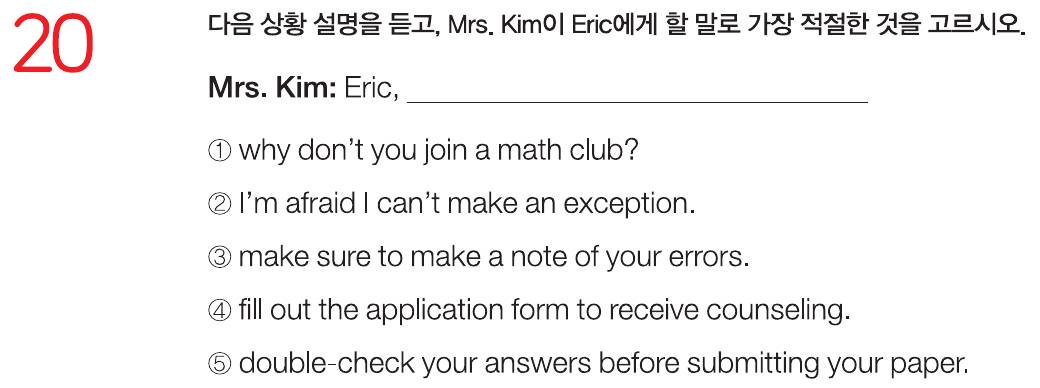 20
다음 상황 설명을 듣고, Mrs. Kim이 Eric에게 할 말로 가장 적절한 것을 고르시오.
Mrs. Kim: Eric, ______________________________
① why don't you join a math club?
② I'm afraid I can't make an exception.
③ make sure to make a note of your errors.
④ fill out the application form to receive counseling.
⑤ double-check your answers before submitting your paper.